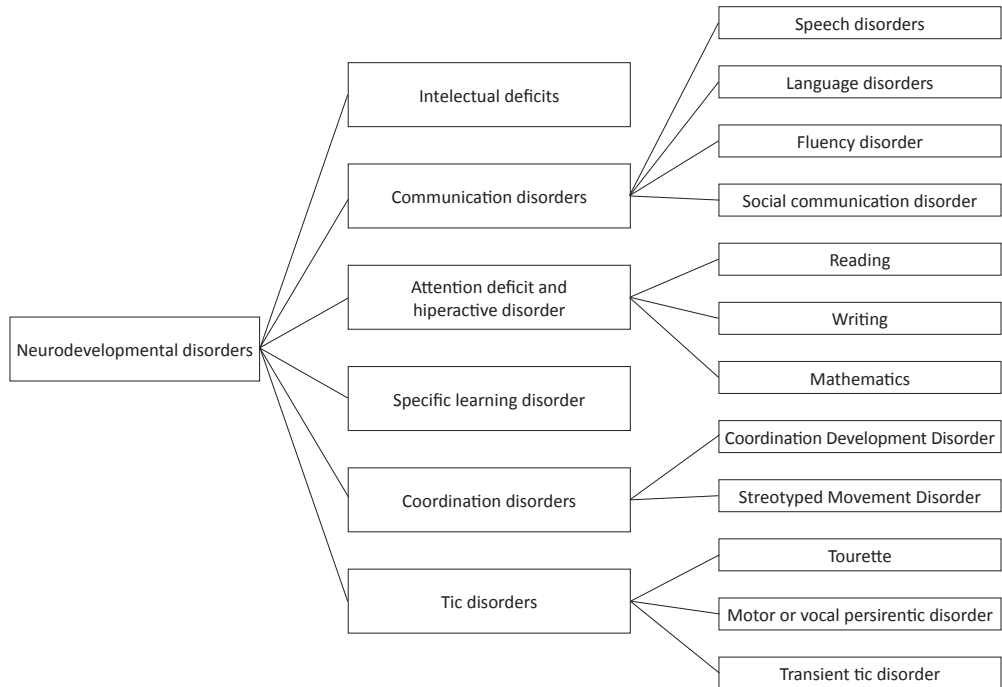 Neurodevelopmental disorders
Intelectual deficits
Communication disorders
Attention deficit and
hiperactive disorder
Specific learning disorder
Coordination disorders
Tic disorders
Speech disorders
Language disorders
Fluency disorder
Social communication disorder
Reading
Writing
Mathematics
Coordination Development Disorder
Streotyped Movement Disorder
Tourette
Motor or vocal persirentic disorder
Transient tic disorder